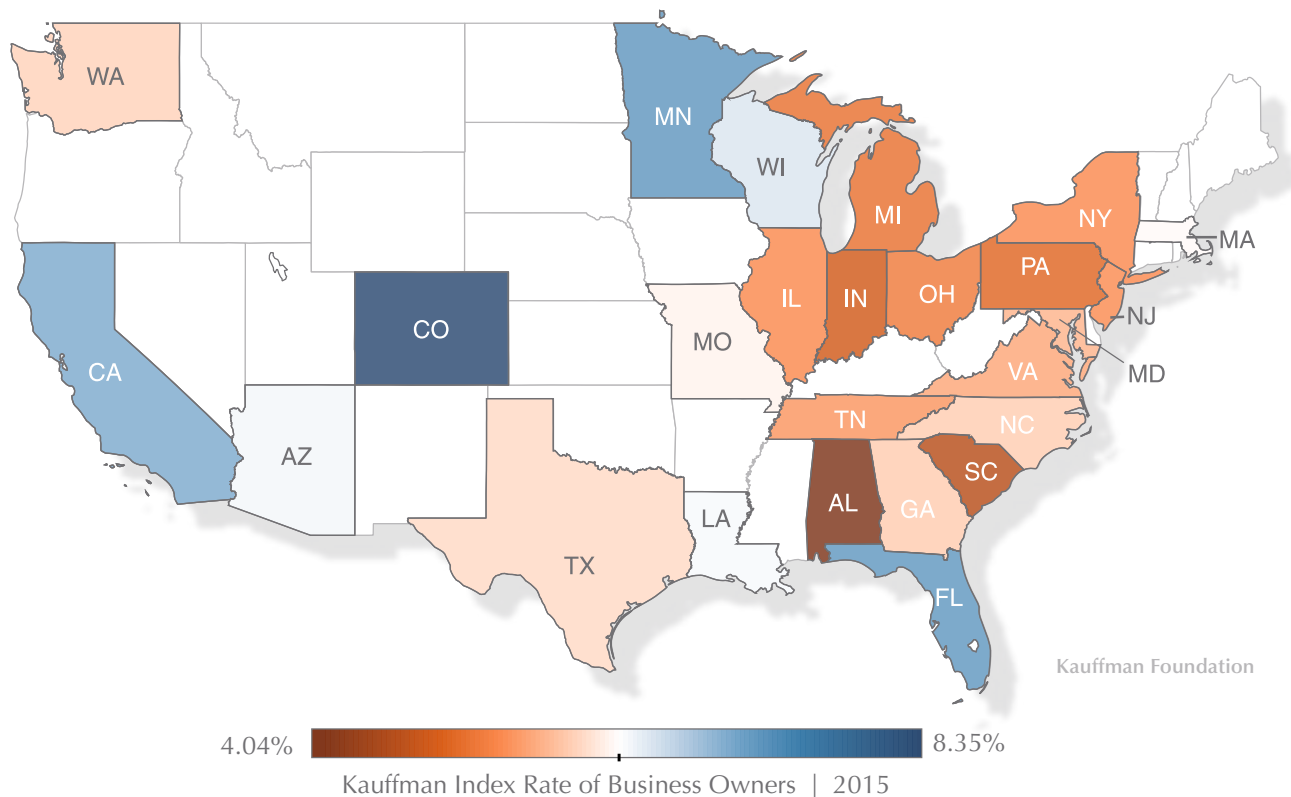 WA
MN
WI
MI
NY
MA
PA
IL
IN
OH
NJ
CO
MO
CA
MD
VA
TN
NC
AZ
SC
AL
GA
LA
TX
FL
Kauffman Foundation
4.04%
8.35%
Kauffman Index Rate of Business Owners | 2015